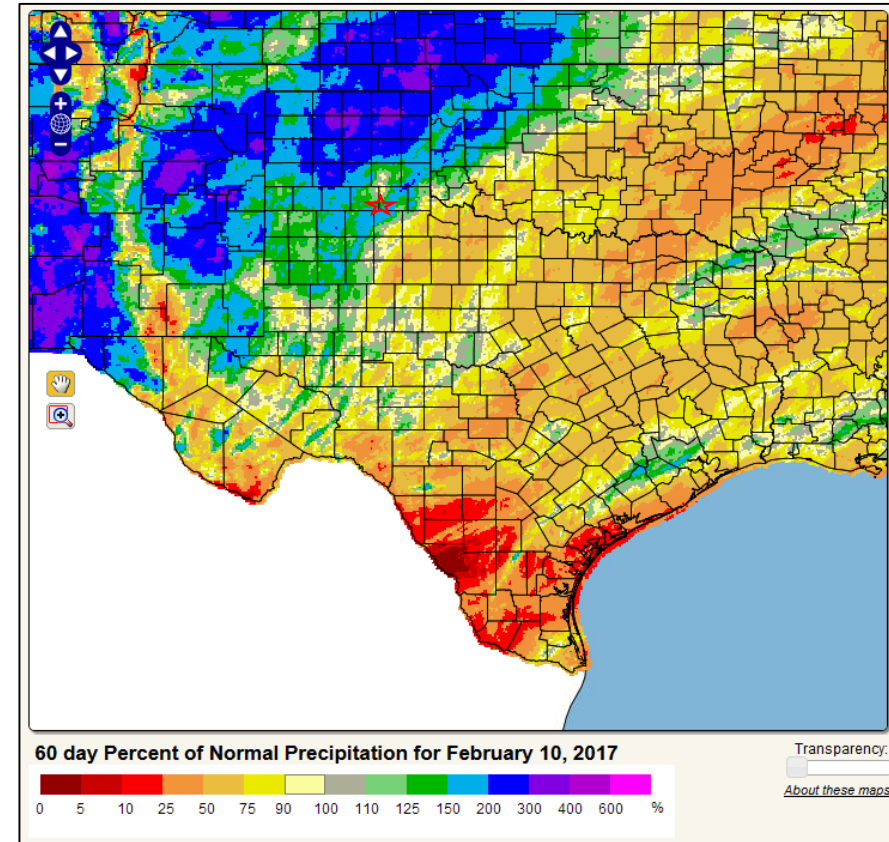 60 day Percent of Normal Precipitation for February 10, 2017
Transparency:
0 5 10 25 50 75 90 100 110 125 150 200 300 400 600 %
About these maps